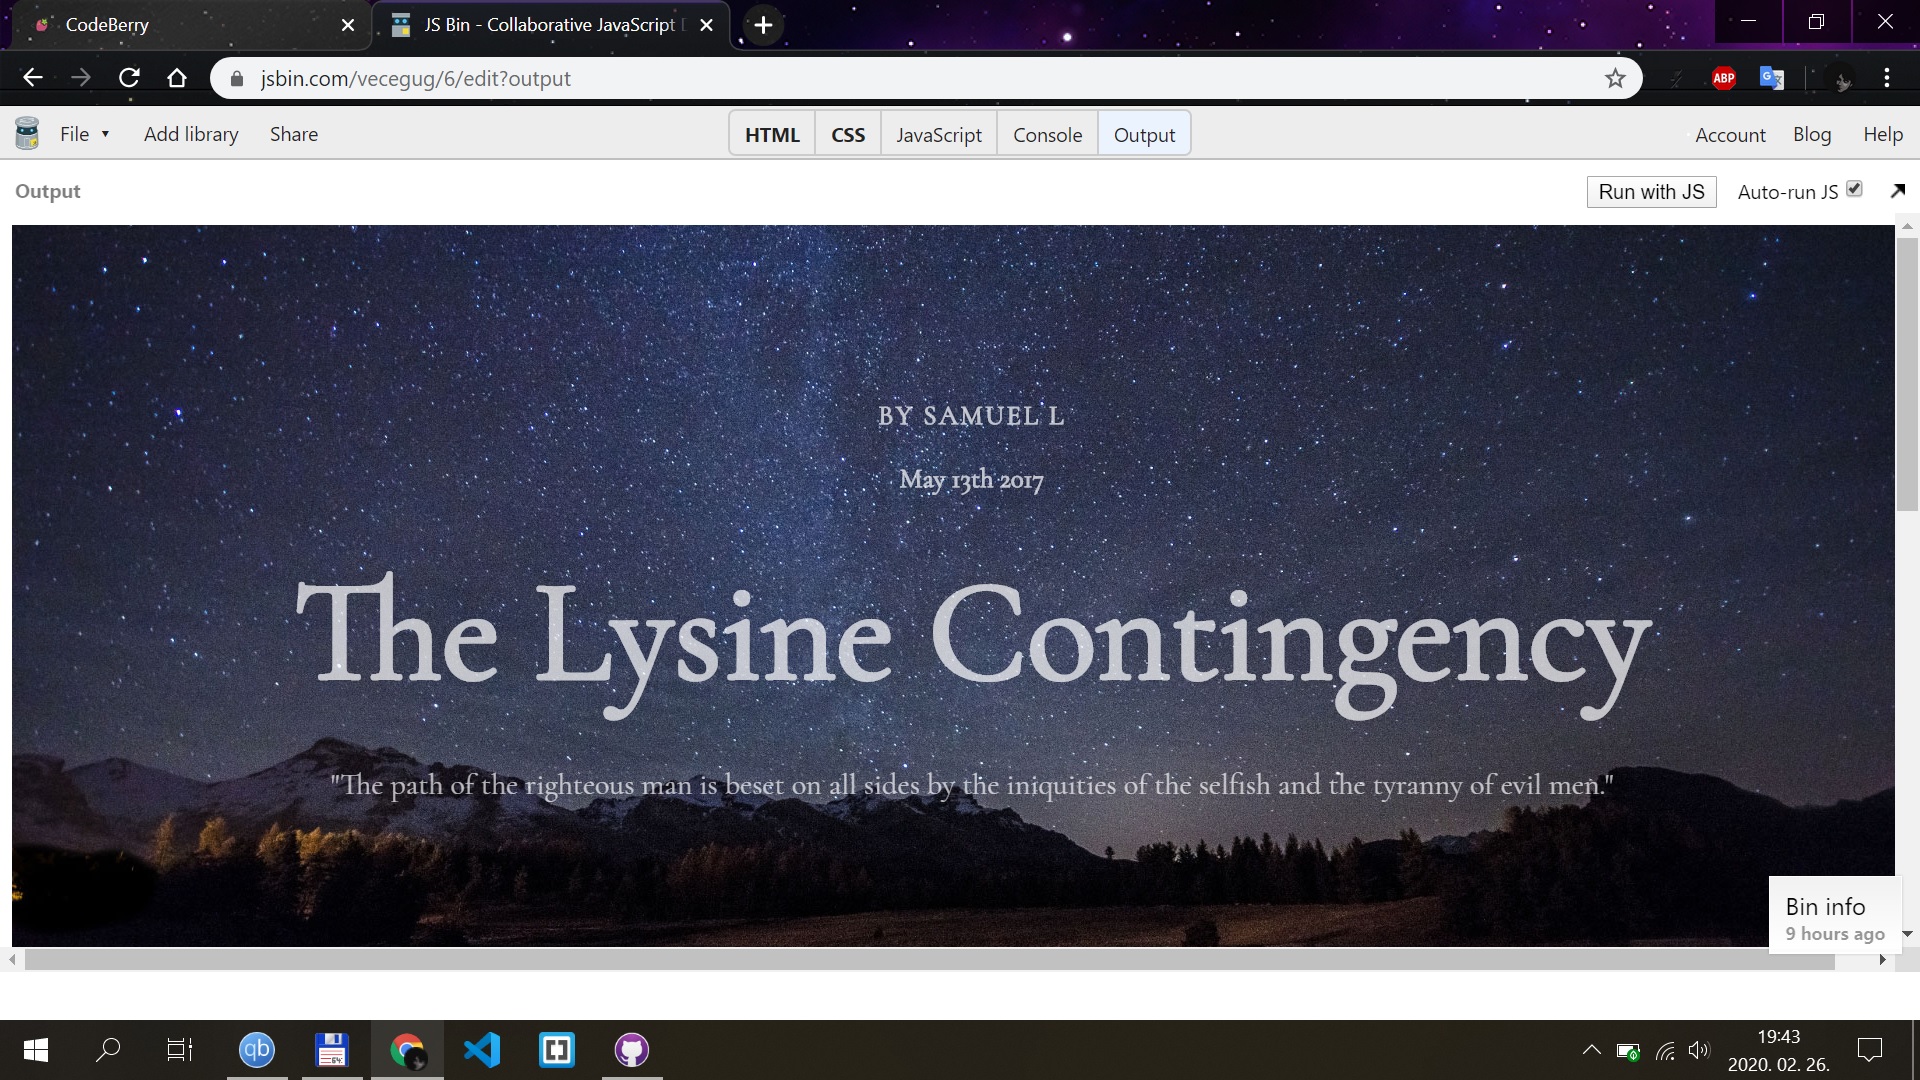 CodeBerry
JS Bin - Collaborative JavaScript
jsbin.com/vecegug/6/edit?output
ABP
File Add library Share HTML CSS JavaScript Console Output Account Blog Help
Output Run with JS Auto-run JS
BY SAMUEL L
May 13th 2017
The Lysine Contingency
"The path of the righteous man is beset on all sides by the iniquities of the selfish and the tyranny of evil men."
Bin info
9 hours ago
qb
64
19:43
2020. 02. 26.